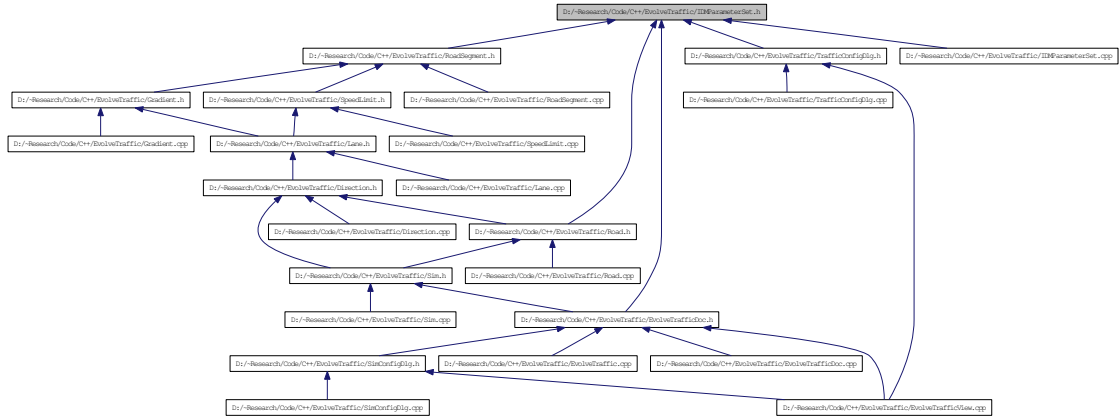 D:/~Research/Code/C++/EvolveTraffic/IDMParameterSet.h
D:/~Research/Code/C++/EvolveTraffic/RoadSegment.h
D:/~Research/Code/C++/EvolveTraffic/TrafficConfigDlg.h
D:/~Research/Code/C++/EvolveTraffic/IDMParameterSet.cpp
D:/~Research/Code/C++/EvolveTraffic/Gradient.h
D:/~Research/Code/C++/EvolveTraffic/SpeedLimit.h
D:/~Research/Code/C++/EvolveTraffic/RoadSegment.cpp
D:/~Research/Code/C++/EvolveTraffic/TrafficConfigDlg.cpp
D:/~Research/Code/C++/EvolveTraffic/Gradient.cpp
D:/~Research/Code/C++/EvolveTraffic/Lane.h
D:/~Research/Code/C++/EvolveTraffic/SpeedLimit.cpp
D:/~Research/Code/C++/EvolveTraffic/Direction.h
D:/~Research/Code/C++/EvolveTraffic/Lane.cpp
D:/~Research/Code/C++/EvolveTraffic/Direction.cpp
D:/~Research/Code/C++/EvolveTraffic/Road.h
D:/~Research/Code/C++/EvolveTraffic/Sim.h
D:/~Research/Code/C++/EvolveTraffic/Road.cpp
D:/~Research/Code/C++/EvolveTraffic/Sim.cpp
D:/~Research/Code/C++/EvolveTraffic/EvolveTrafficDoc.h
D:/~Research/Code/C++/EvolveTraffic/SimConfigDlg.h
D:/~Research/Code/C++/EvolveTraffic/EvolveTraffic.cpp
D:/~Research/Code/C++/EvolveTraffic/EvolveTrafficDoc.cpp
D:/~Research/Code/C++/EvolveTraffic/SimConfigDlg.cpp
D:/~Research/Code/C++/EvolveTraffic/EvolveTrafficView.cpp